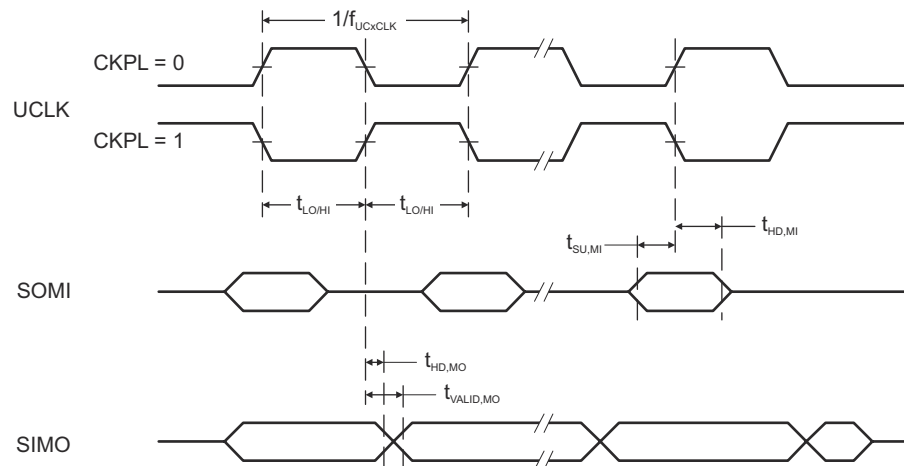 1/fUCxCLK
CKPL = 0
UCLK
CKPL = 1
tLO/HI
tLO/HI
tSU,MI
tHD,MI
SOMI
tHD,MO
tVALID,MO
SIMO